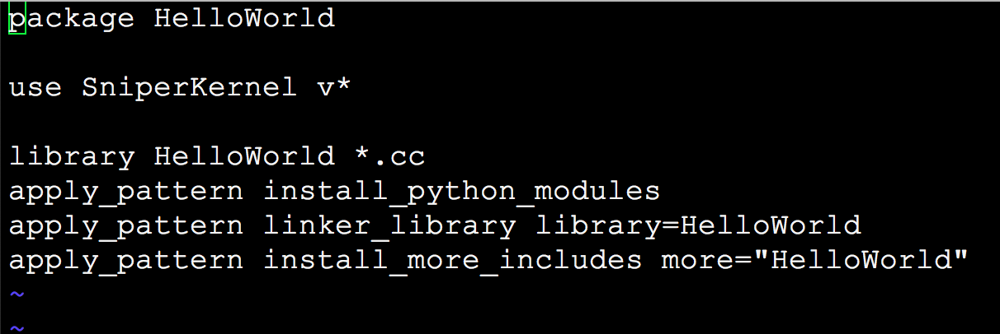 package HelloWorld
use SniperKernel v*
library HelloWorld *.cc
apply_pattern install_python_modules
apply_pattern linker_library library=HelloWorld
apply_pattern install_more_includes more="HelloWorld"
~
~